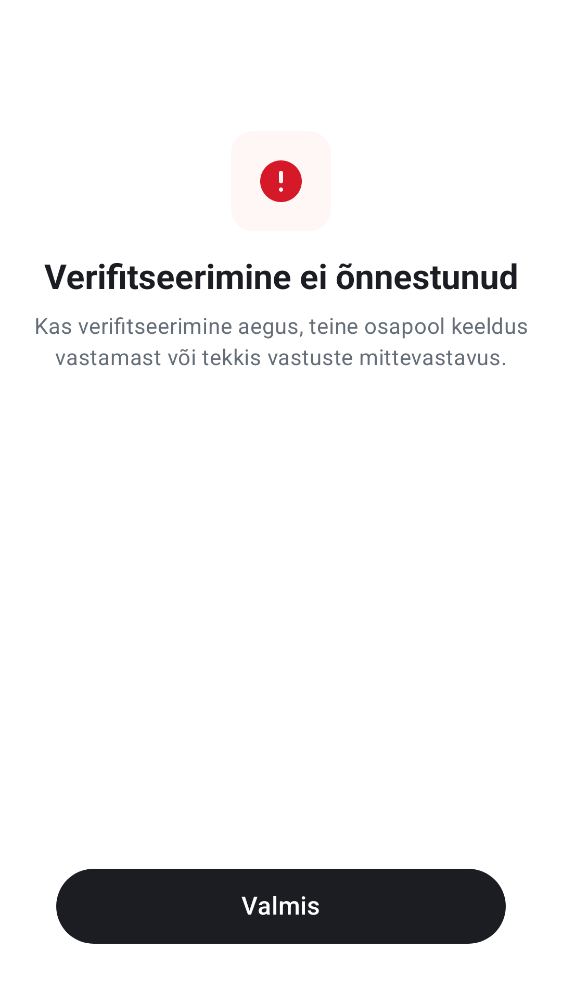 Verifitseerimine ei õnnestunud
Kas verifitseerimine aegus, teine osapool keeldus
vastamast või tekkis vastuste mittevastavus.
Valmis